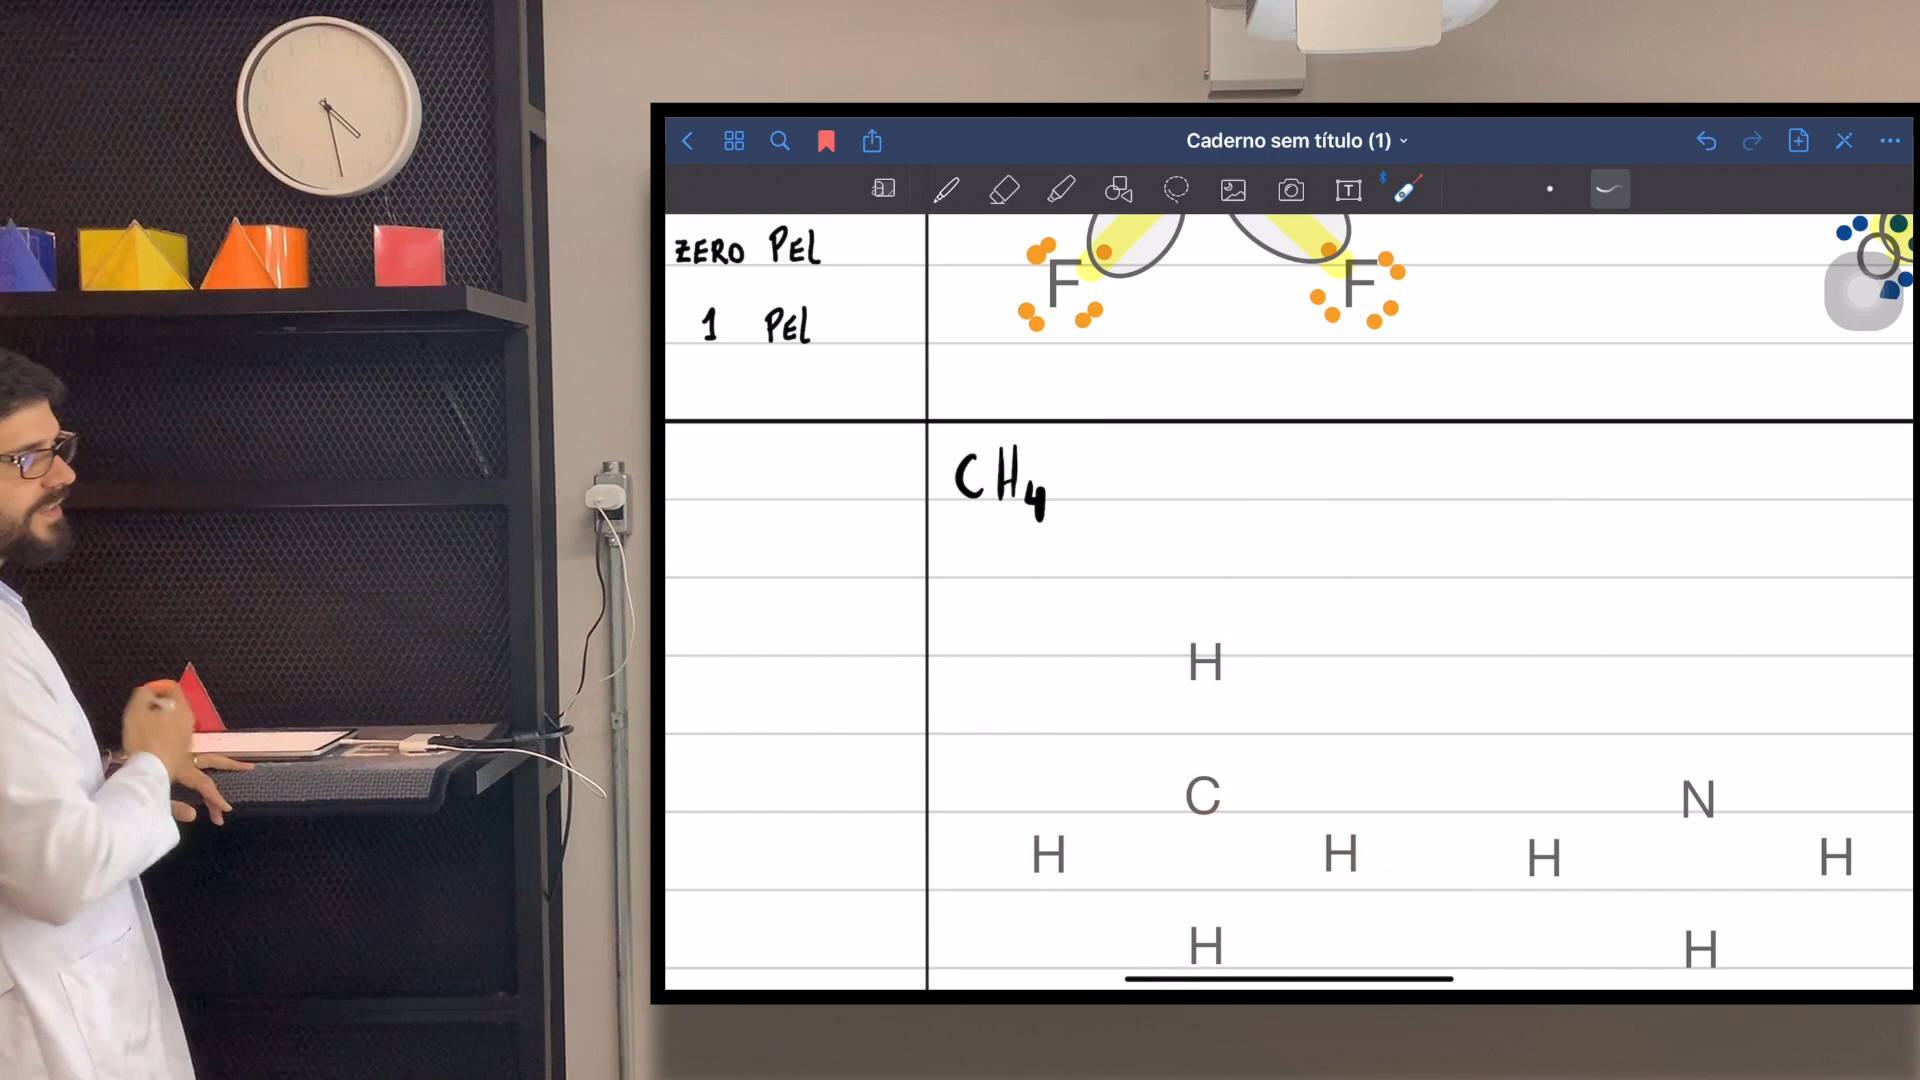 Caderno sem título (1)
T
ZERO PEL
1 PEL
F F
CH4
H
C N
H H H H
H H